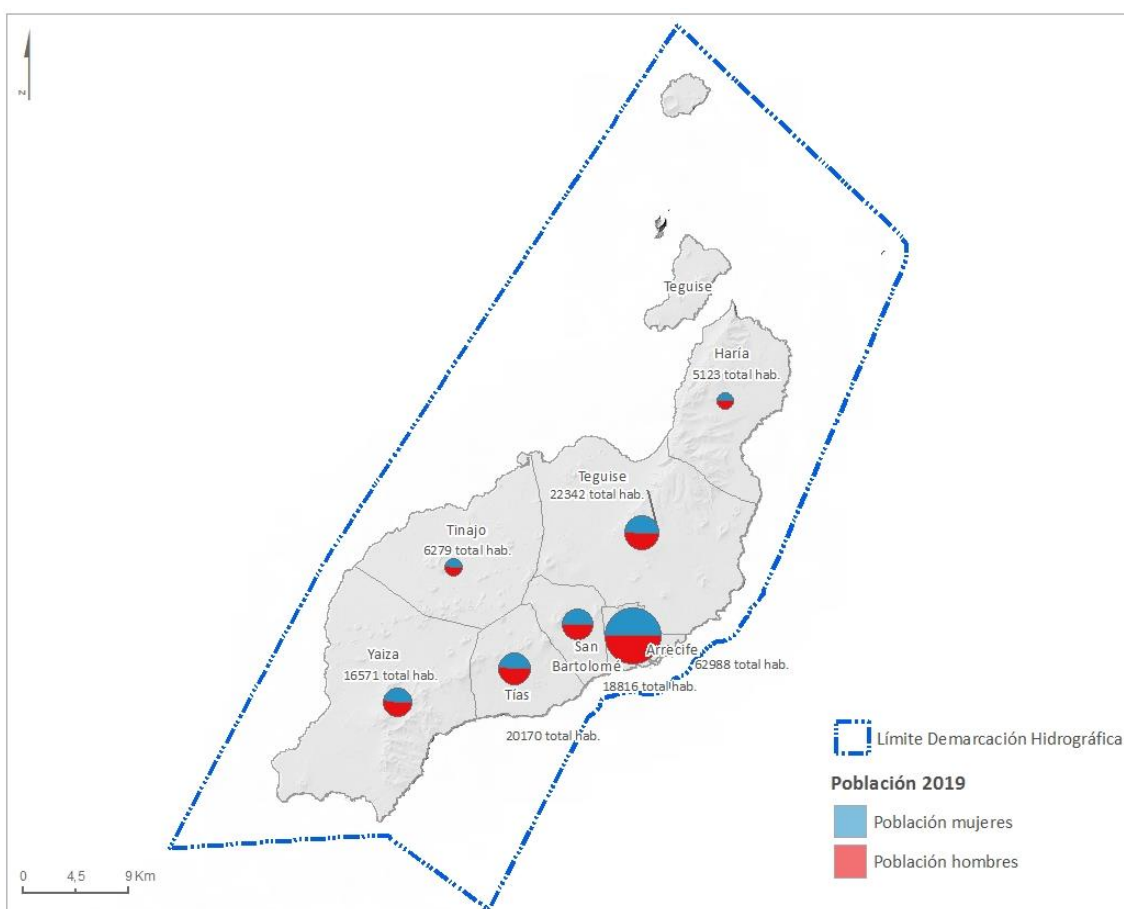 N
Teguise
Haría
5123 total hab.
Teguise
22342 total hab.
Tinajo
6279 total hab.
Yaiza
16571 total hab.
San
Bartolomé
Arrecife
62988 total hab.
18816 total hab.
Tías
20170 total hab.
Límite Demarcación Hidrográfica
Población 2019
Población mujeres
Población hombres
0 4,5 9 Km